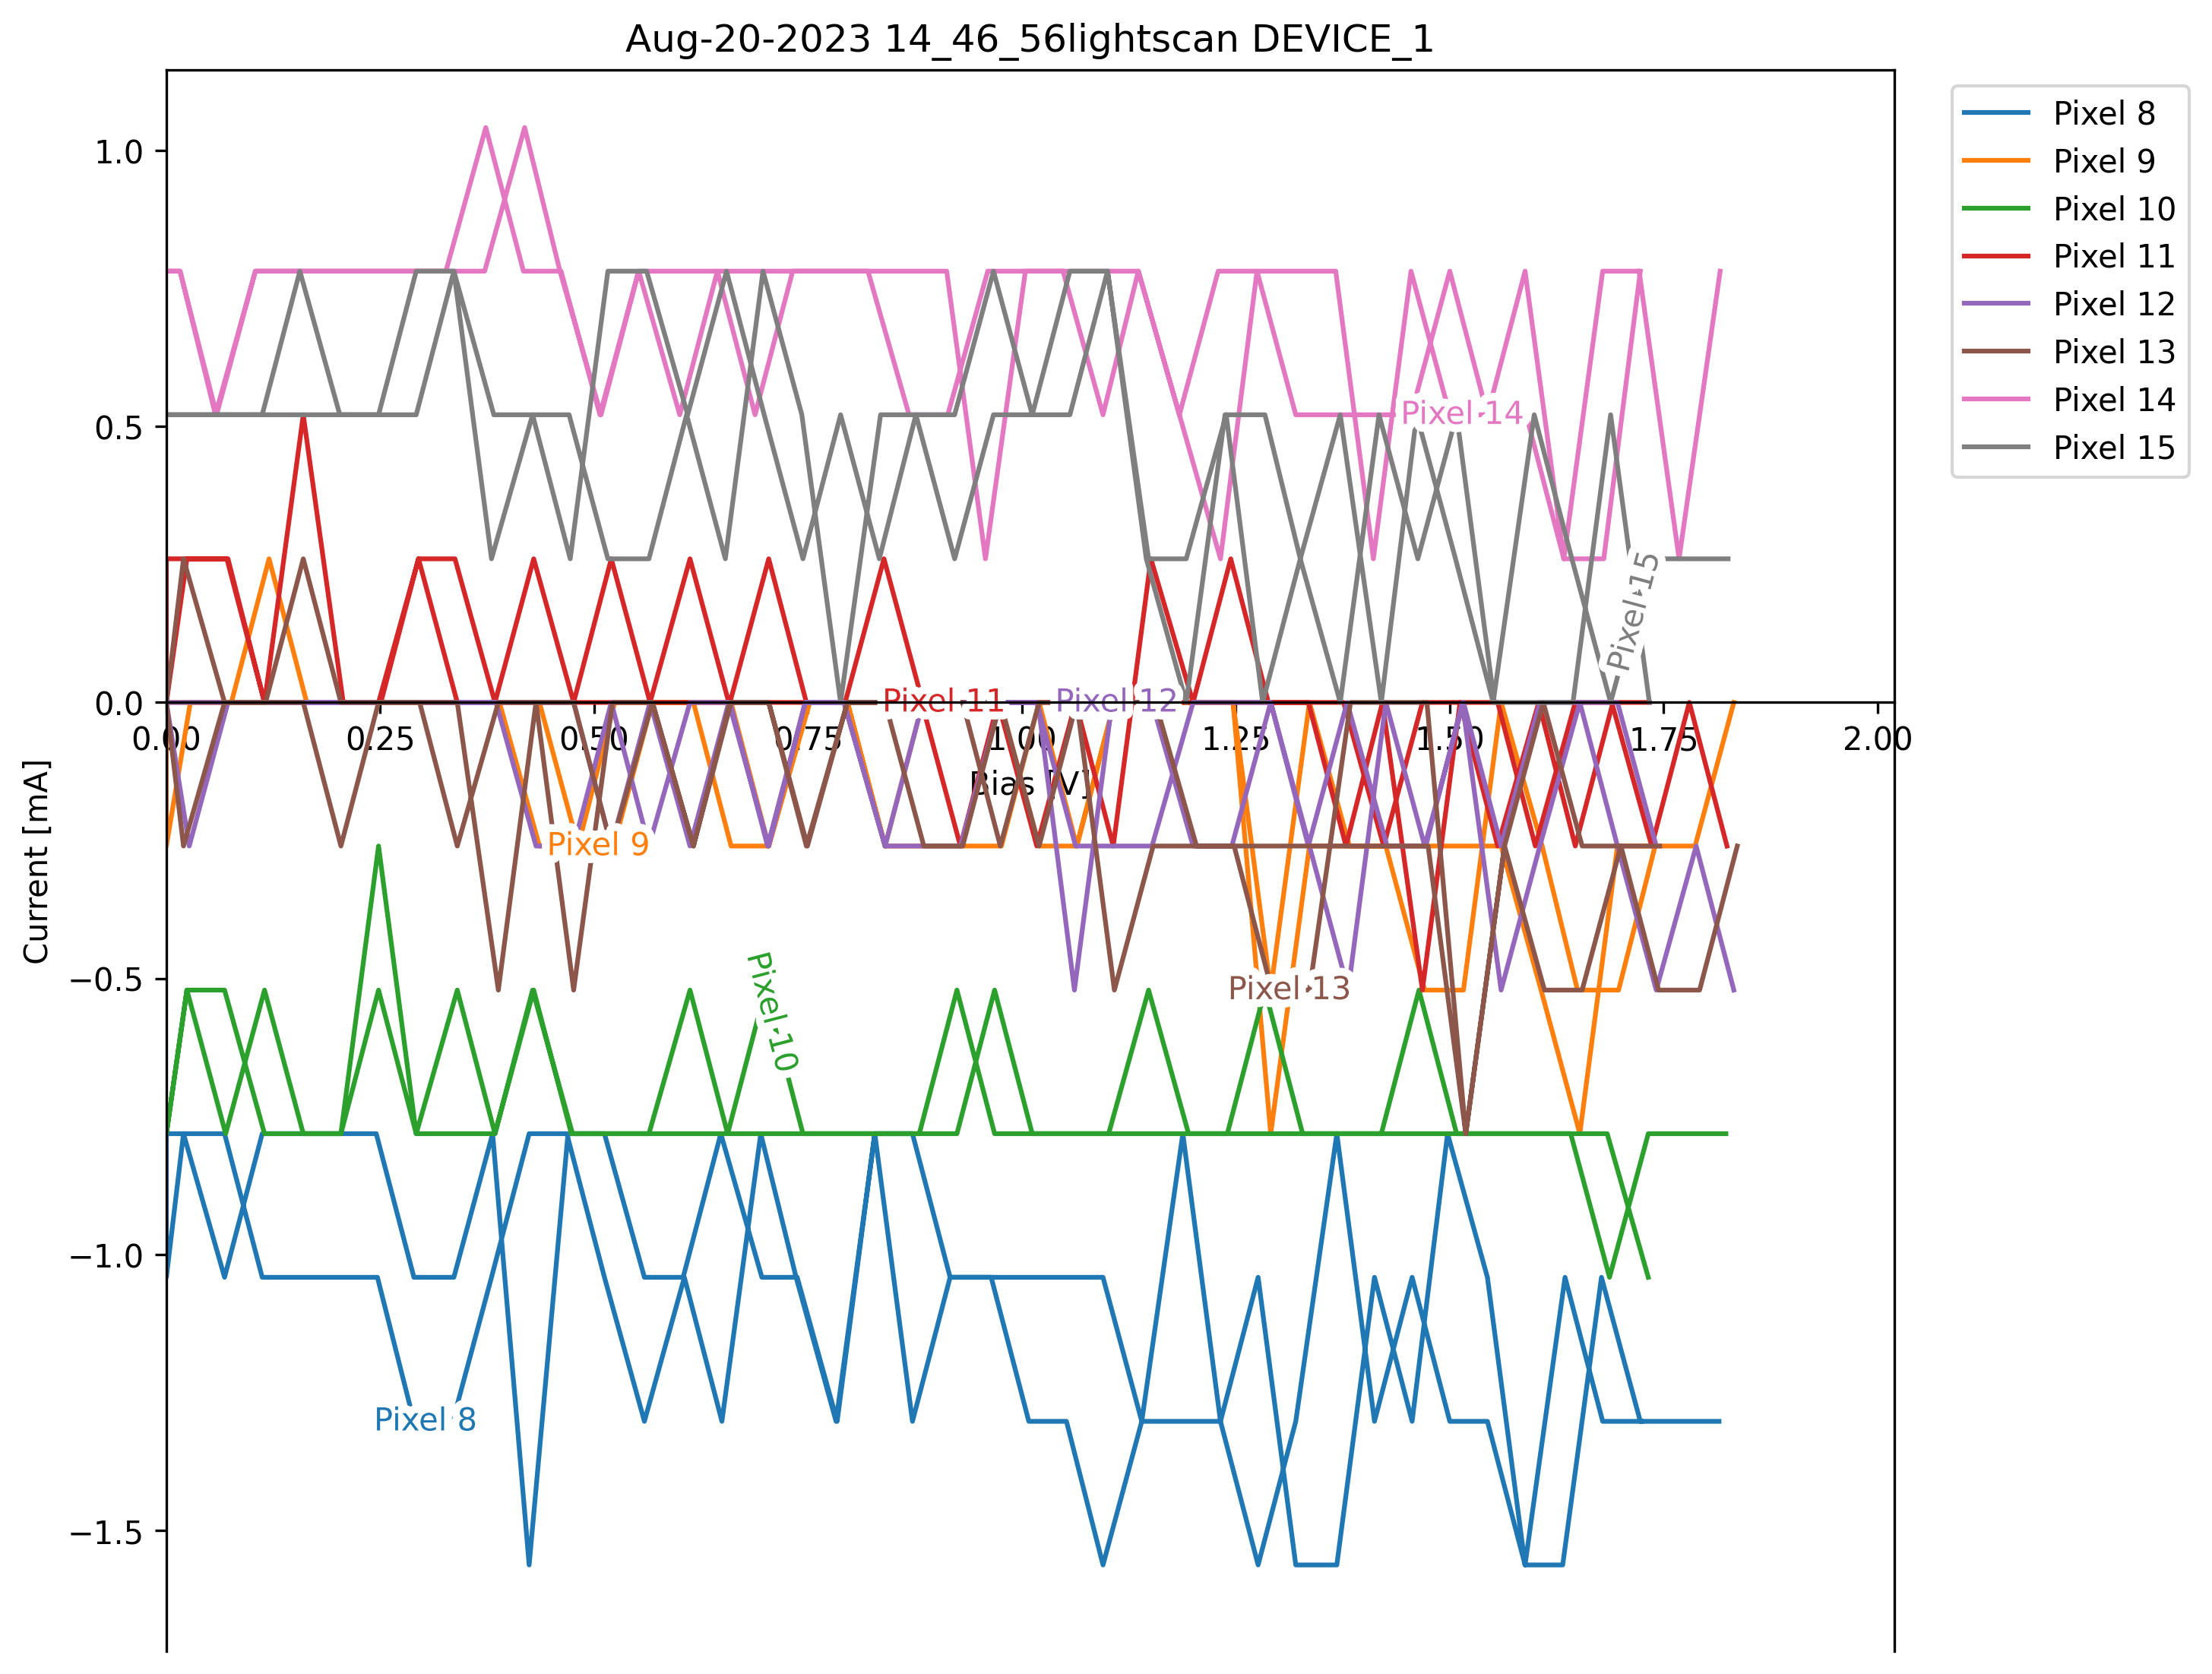 Aug-20-2023 14_46_56lightscan DEVICE_1
Pixel 8
Pixel 9
Pixel 10
Pixel 11
Pixel 12
Pixel 13
Pixel 14
Pixel 15
1.0
0.5
0.0
−0.5
−1.0
−1.5
Current [mA]
0.00 0.25 0.50 0.75 1.00 1.25 1.50 1.75 2.00
Bias [V]
Pixel 14
Pixel 15
Pixel 11
Pixel 12
Pixel 9
Pixel 13
Pixel 10
Pixel 8